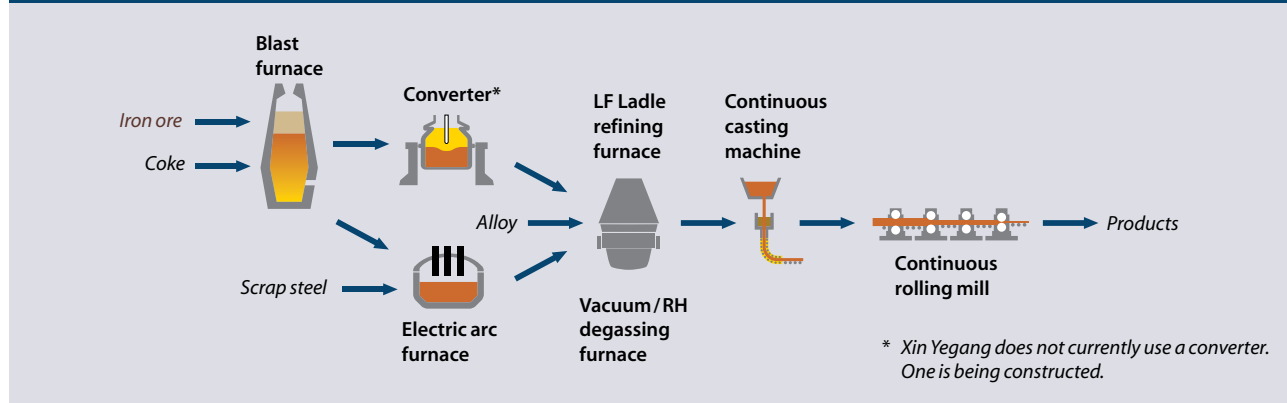 Blast
furnace
Iron ore
Coke
Converter*
LF Ladle
refining
furnace
Continuous
casting
machine
Alloy
Products
Scrap steel
Electric arc
furnace
Vacuum / RH
degassing
furnace
Continuous
rolling mill
* Xin Yegang does not currently use a converter.
One is being constructed.